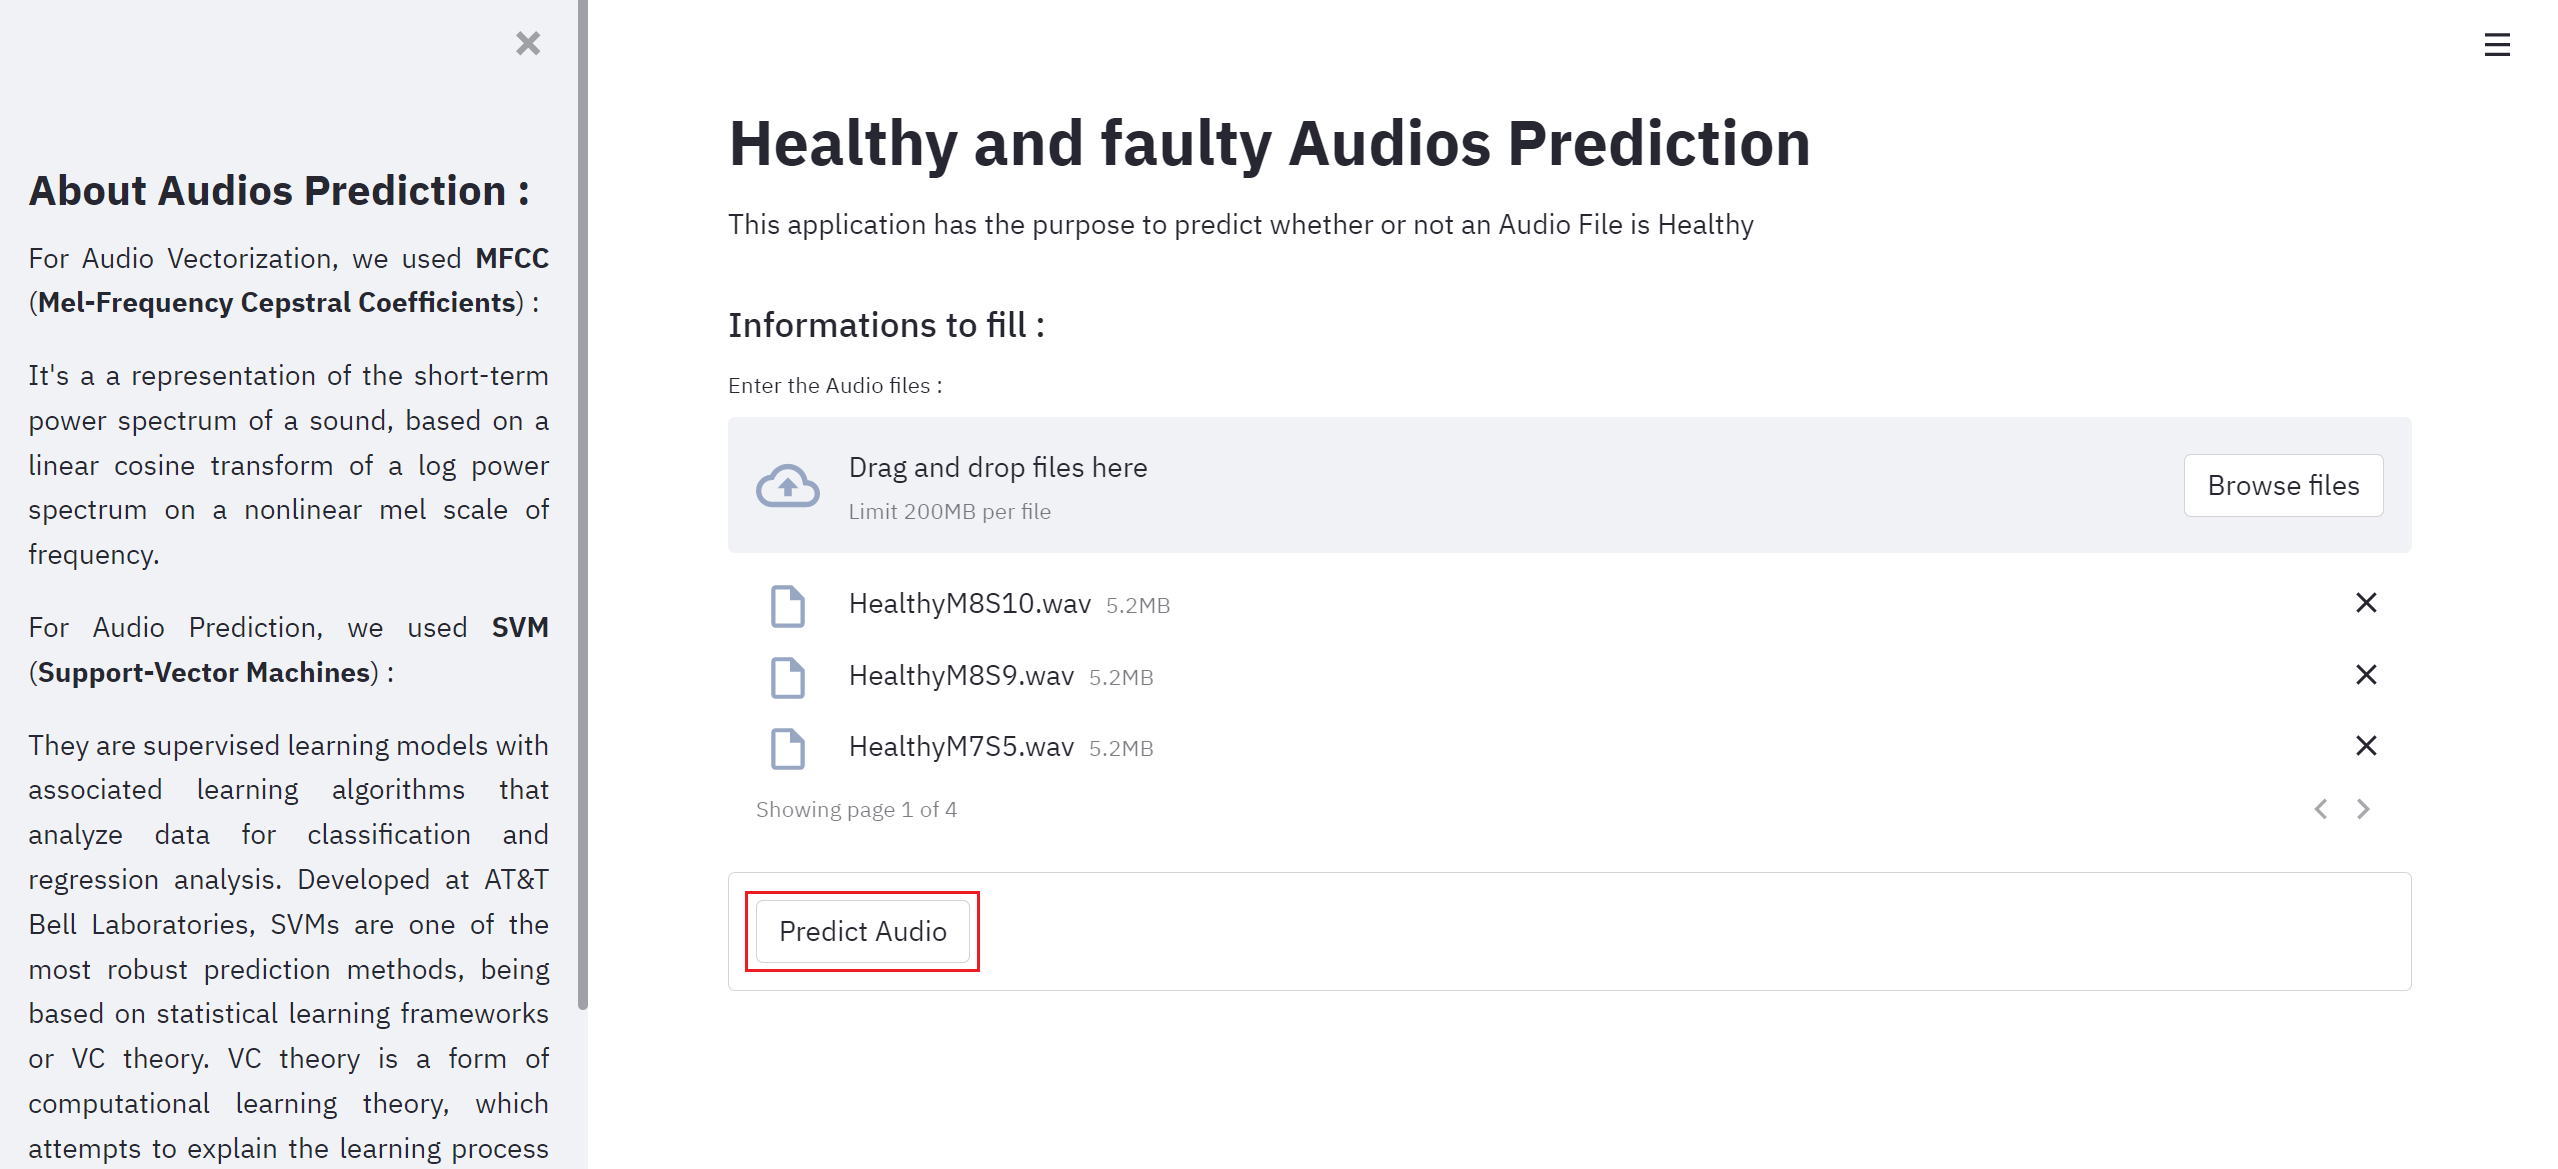 About Audios Prediction :
For Audio Vectorization, we used MFCC
(Mel-Frequency Cepstral Coefficients) :
It's a a representation of the short-term
power spectrum of a sound, based on a
linear cosine transform of a log power
spectrum on a nonlinear mel scale of
frequency.
For Audio Prediction, we used SVM
(Support-Vector Machines) :
They are supervised learning models with
associated learning algorithms that
analyze data for classification and
regression analysis. Developed at AT&T
Bell Laboratories, SVMs are one of the
most robust prediction methods, being
based on statistical learning frameworks
or VC theory. VC theory is a form of
computational learning theory, which
attempts to explain the learning process
Healthy and faulty Audios Prediction
This application has the purpose to predict whether or not an Audio File is Healthy
Informations to fill :
Enter the Audio files :
Drag and drop files here
Limit 200MB per file
Browse files
HealthyM8S10.wav 5.2MB
HealthyM8S9.wav 5.2MB
HealthyM7S5.wav 5.2MB
Showing page 1 of 4
Predict Audio